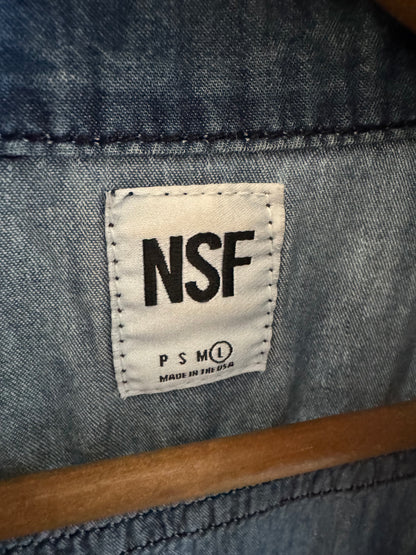 NSF
P S M L
MADE IN THE USA